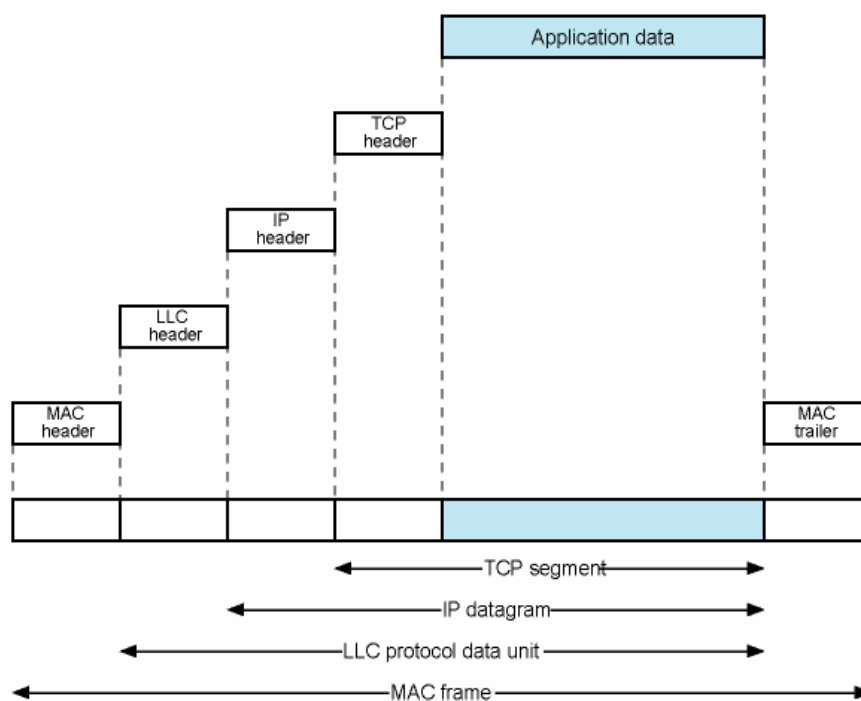 Application data
TCP
header
IP
header
LLC
header
MAC
header
MAC
trailer
TCP segment
IP datagram
LLC protocol data unit
MAC frame